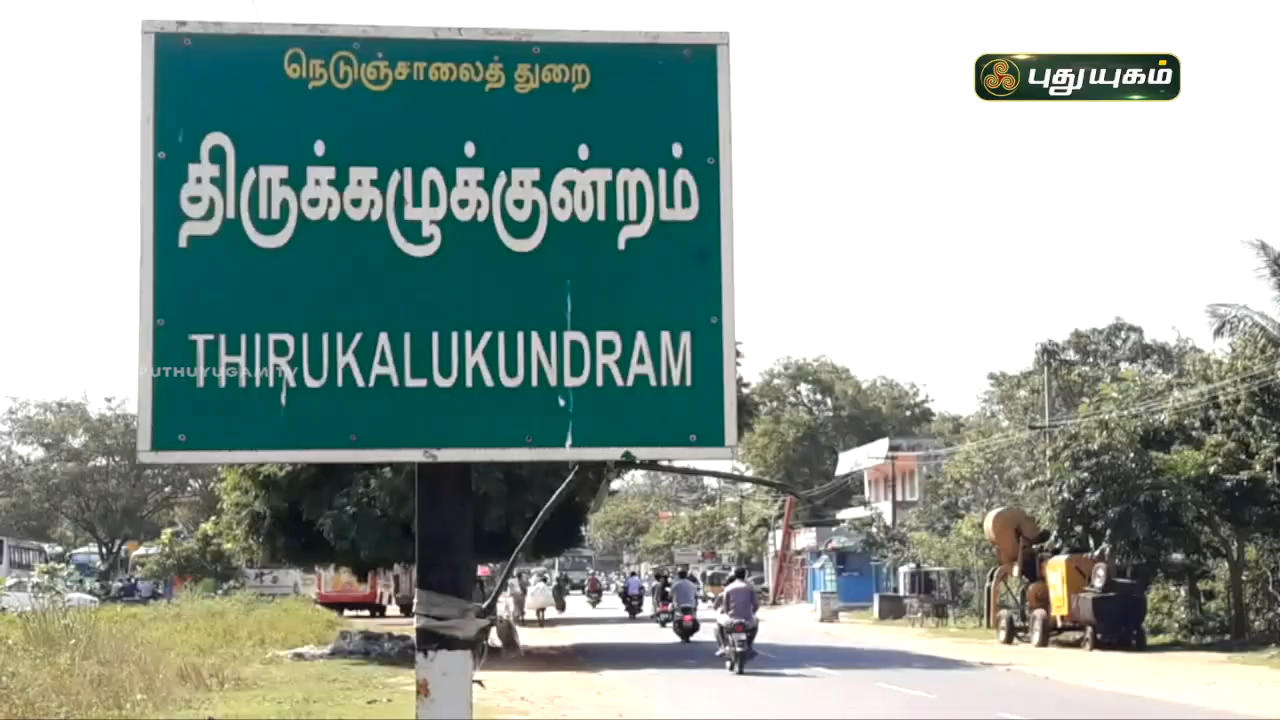 நெடுஞ்சாலைத் துறை
திருக்கழுக்குன்றம்
THIRUKALUKUNDRAM
PUTHUYUGAM TV
புதுயுகம்